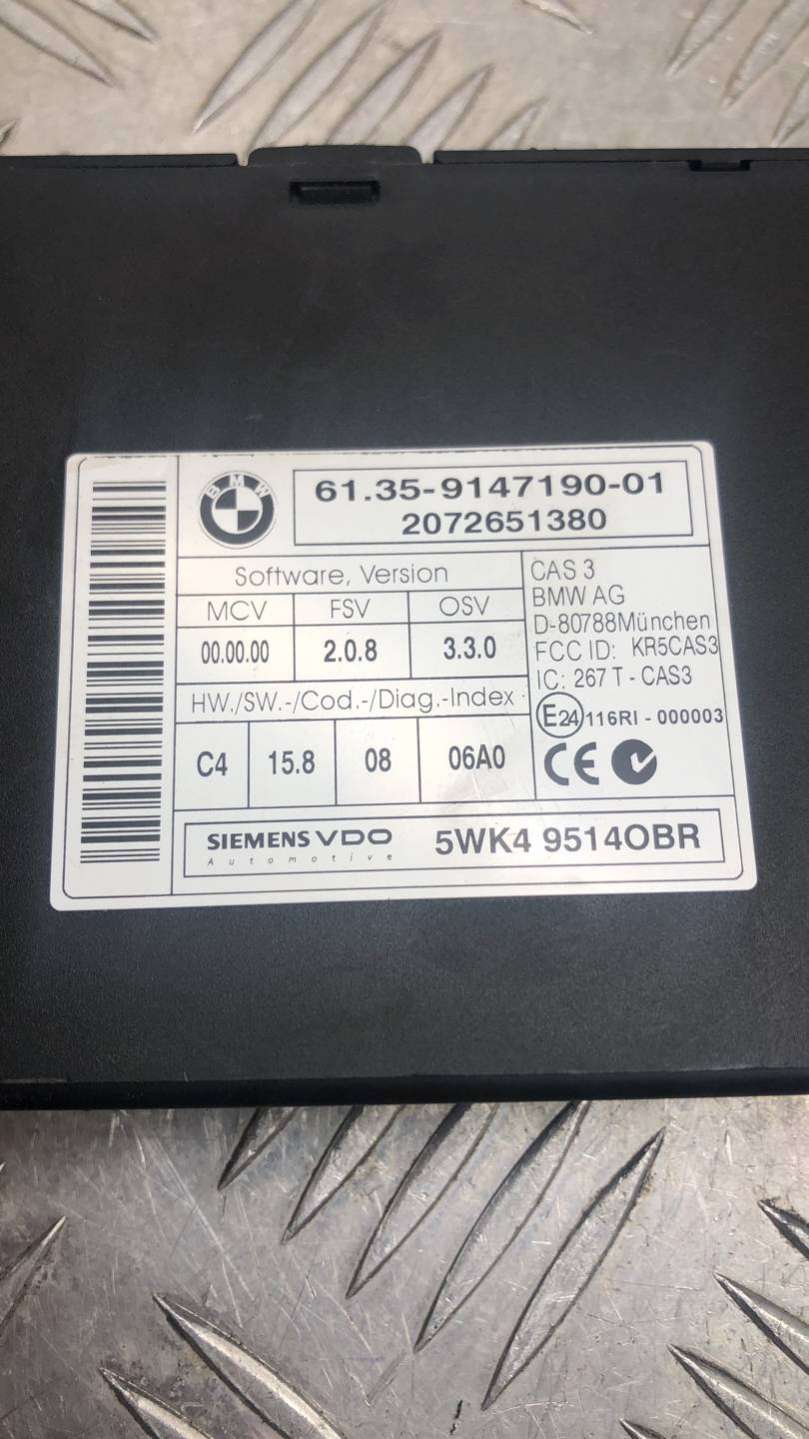 BMW
61.35-9147190-01
2072651380
Software, Version
MCV FSV OSV
00.00.00 2.0.8 3.3.0
HW./SW.-/Cod.-/Diag.-Index
C4 15.8 08 06A0
CAS 3
BMW AG
D-80788München
FCC ID: KR5CAS3
IC: 267 T - CAS3
E24 116RI - 000003
CE
SIEMENS VDO
Automotive
5WK4 9514OBR